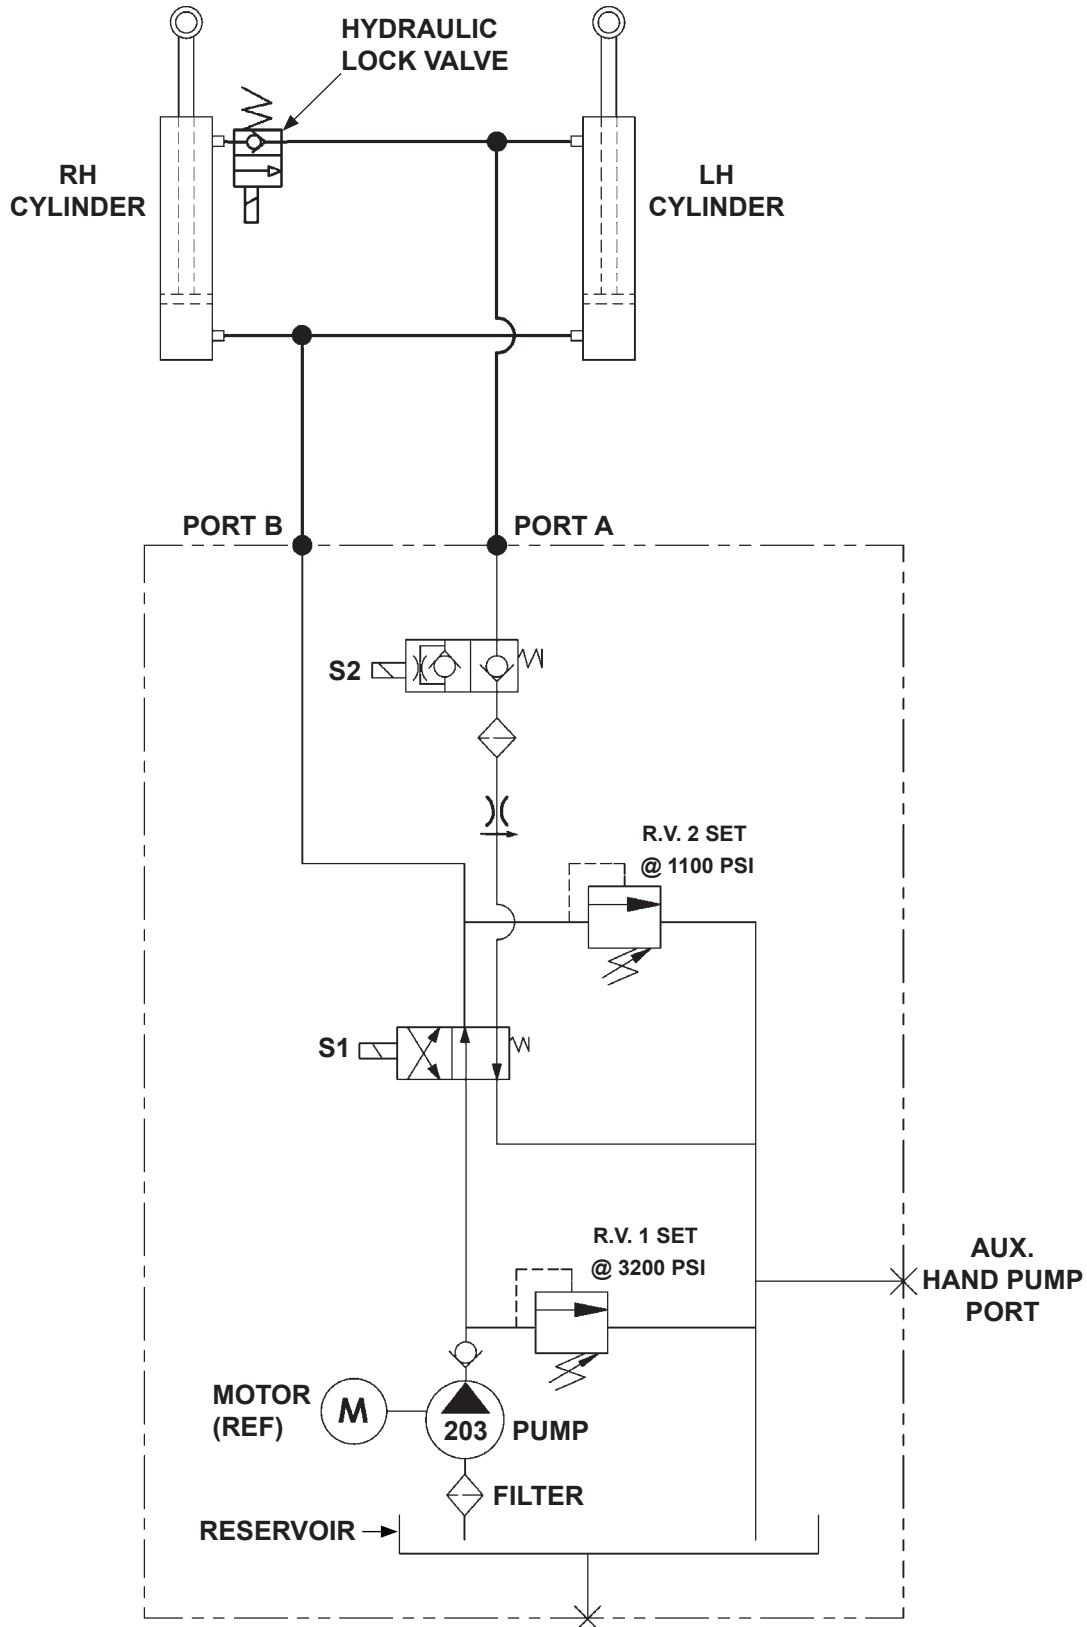 HYDRAULIC
LOCK VALVE
RH
CYLINDER
LH
CYLINDER
PORT B
PORT A
S2
R.V. 2 SET
@ 1100 PSI
S1
R.V. 1 SET
@ 3200 PSI
AUX.
HAND PUMP
PORT
MOTOR
(REF)
M
203
PUMP
FILTER
RESERVOIR